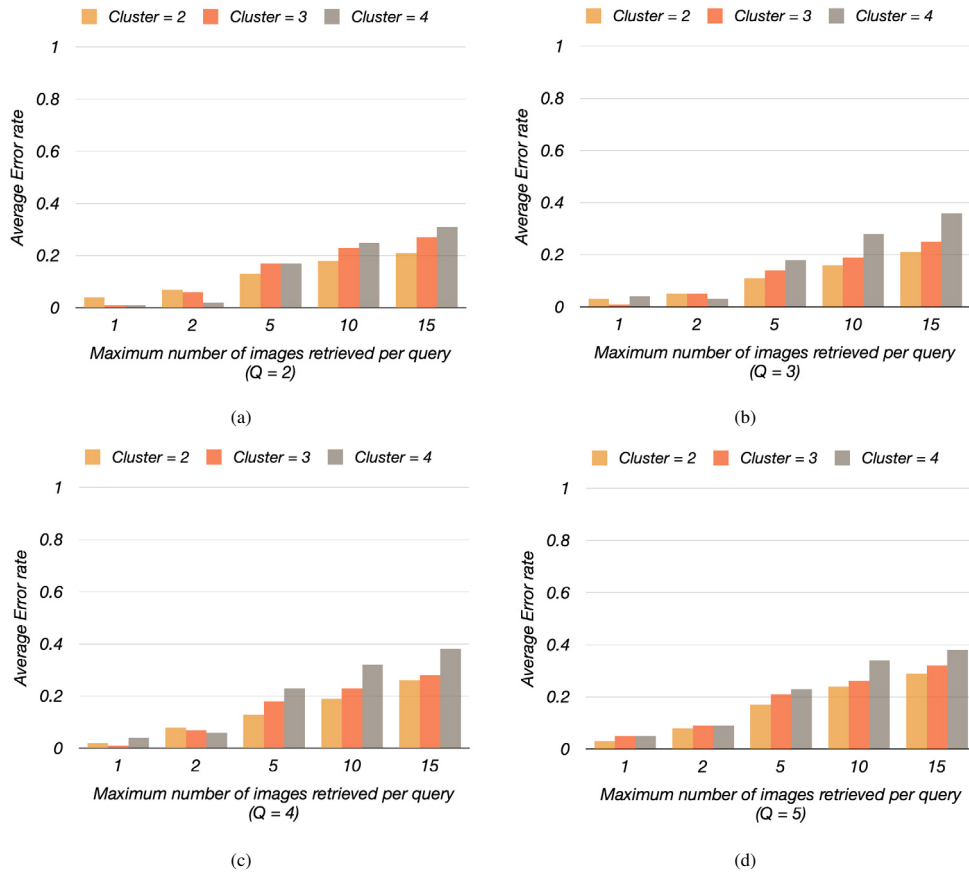 Cluster = 2 Cluster = 3 Cluster = 4
1
0.8
0.6
0.4
0.2
0
Average Error rate
1 2 5 10 15
Maximum number of images retrieved per query
(Q = 2)
(a)
Cluster = 2 Cluster = 3 Cluster = 4
1
0.8
0.6
0.4
0.2
0
Average Error rate
1 2 5 10 15
Maximum number of images retrieved per query
(Q = 3)
(b)
Cluster = 2 Cluster = 3 Cluster = 4
1
0.8
0.6
0.4
0.2
0
Average Error rate
1 2 5 10 15
Maximum number of images retrieved per query
(Q = 4)
(c)
Cluster = 2 Cluster = 3 Cluster = 4
1
0.8
0.6
0.4
0.2
0
Average Error rate
1 2 5 10 15
Maximum number of images retrieved per query
(Q = 5)
(d)